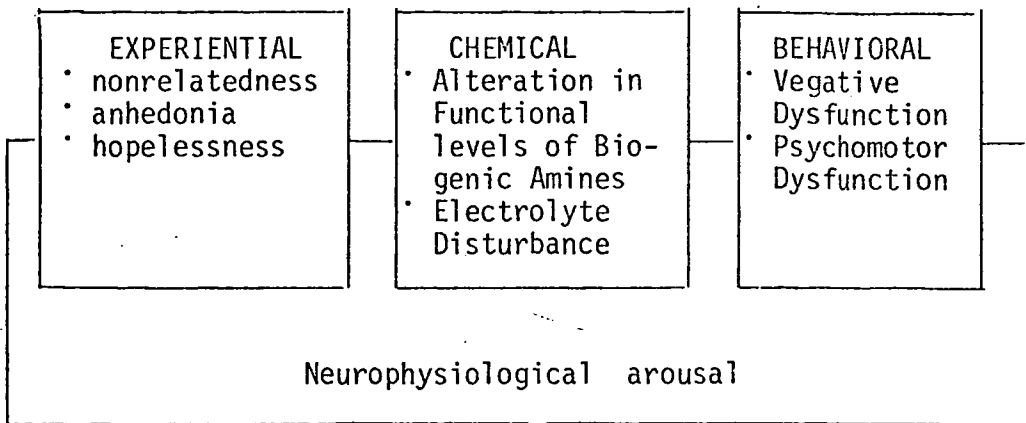 EXPERIENTIAL
· nonrelatedness
· anhedonia
· hopelessness
CHEMICAL
· Alteration in
Functional
levels of Bio-
genic Amines
· Electrolyte
Disturbance
BEHAVIORAL
· Vegative
Dysfunction
· Psychomotor
Dysfunction
Neurophysiological arousal